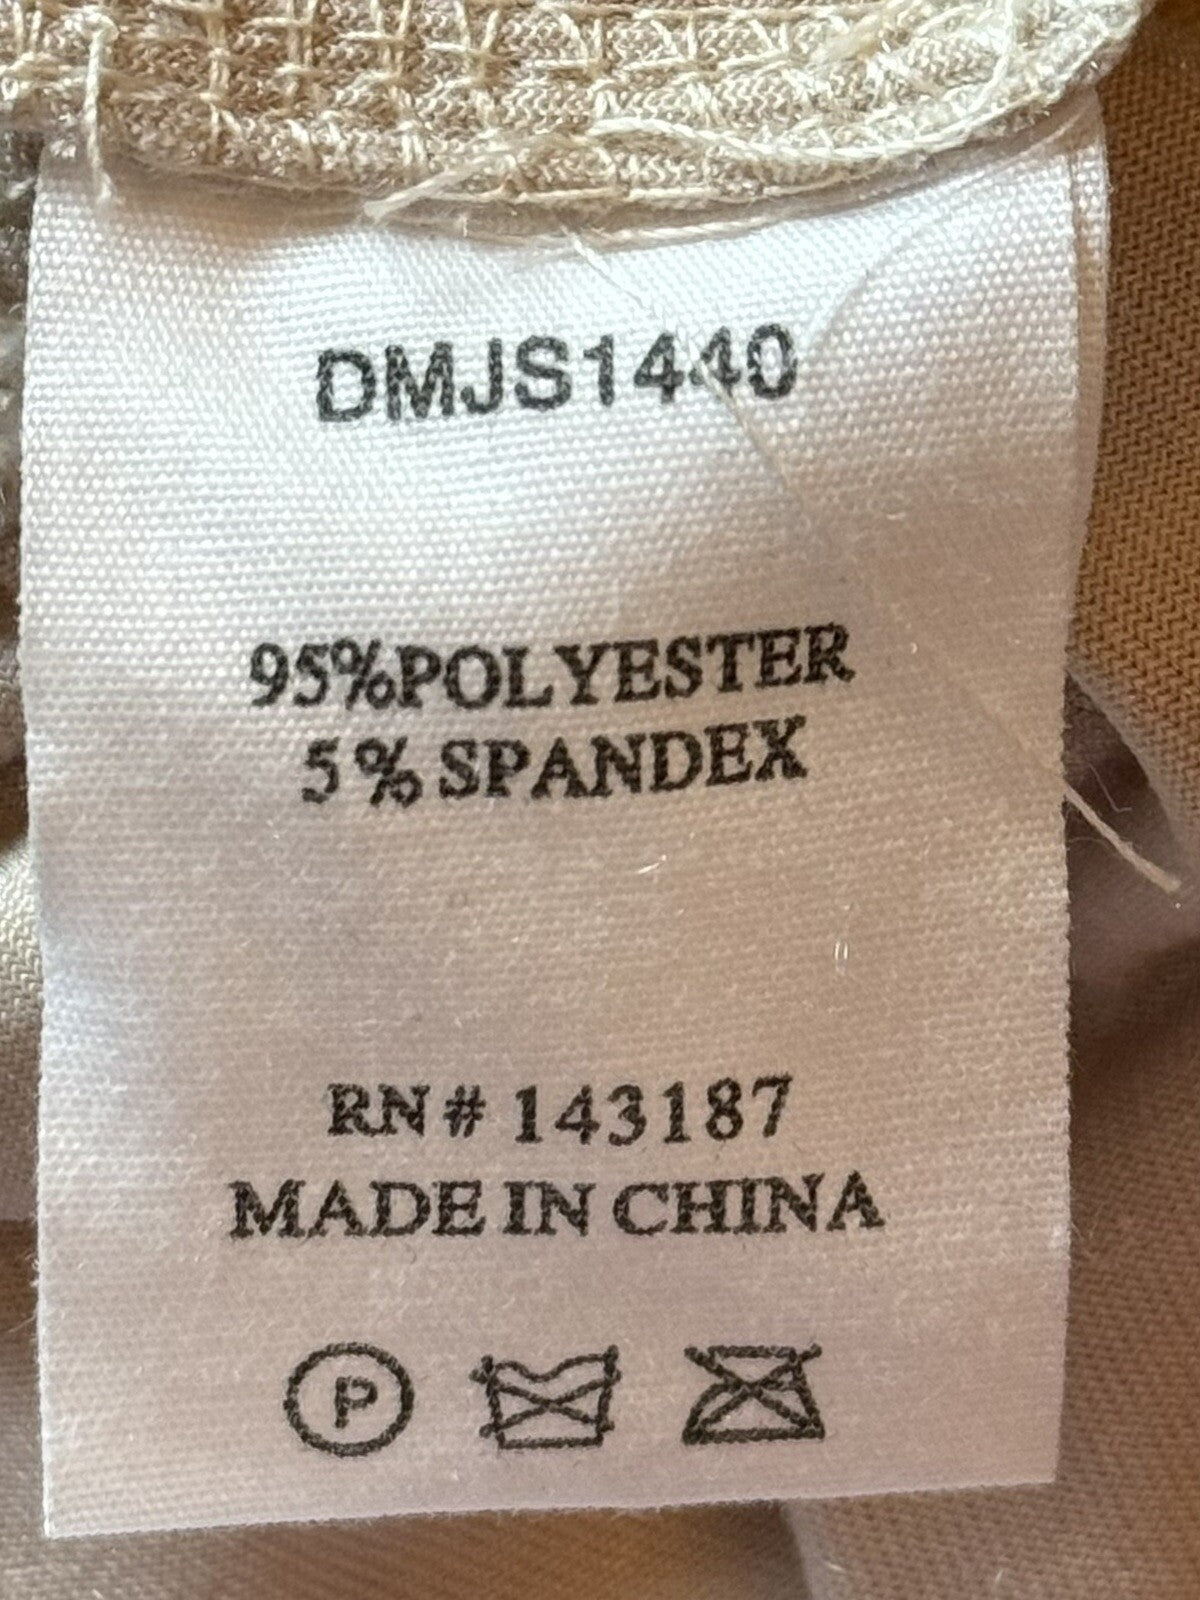 DMJS1440
95%POLYESTER
5%SPANDEX
RN#143187
MADE IN CHINA
P